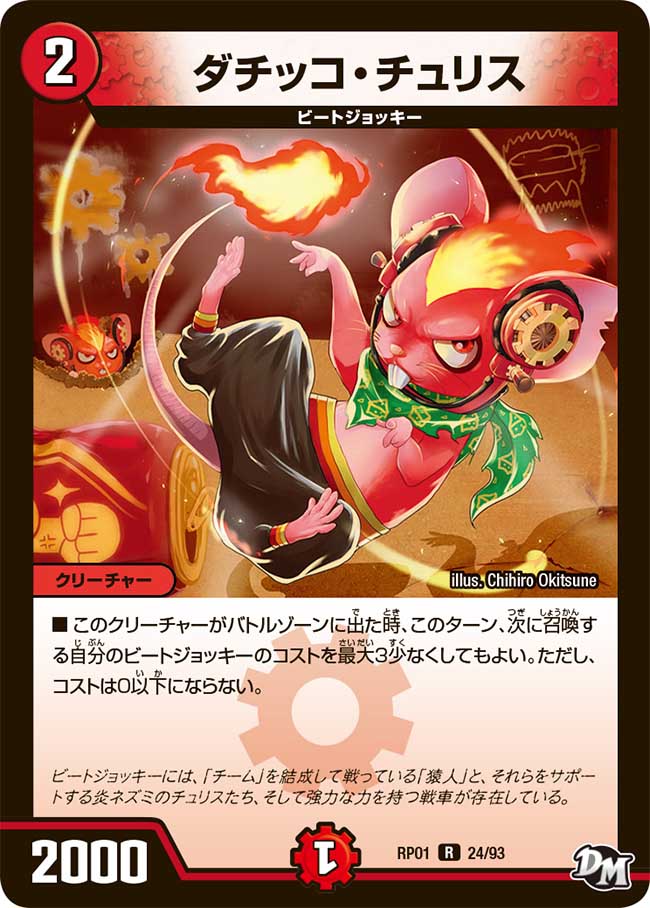 2
ダチッコ・チュリス
ビートジョッキー
クリーチャー
illus. Chihiro Okitsune
■ このクリーチャーがバトルゾーンに出た時、このターン、次に召喚す
る自分のビートジョッキーのコストを最大3少なくしてもよい。ただし、
コストは0以下にならない。
ビートジョッキーには、「チーム」を結成して戦っている「猿人」と、それらをサポー
トする炎ネズミのチュリスたち、そして強力な力を持つ戦車が存在している。
2000
1
RP01 R 24/93
DM